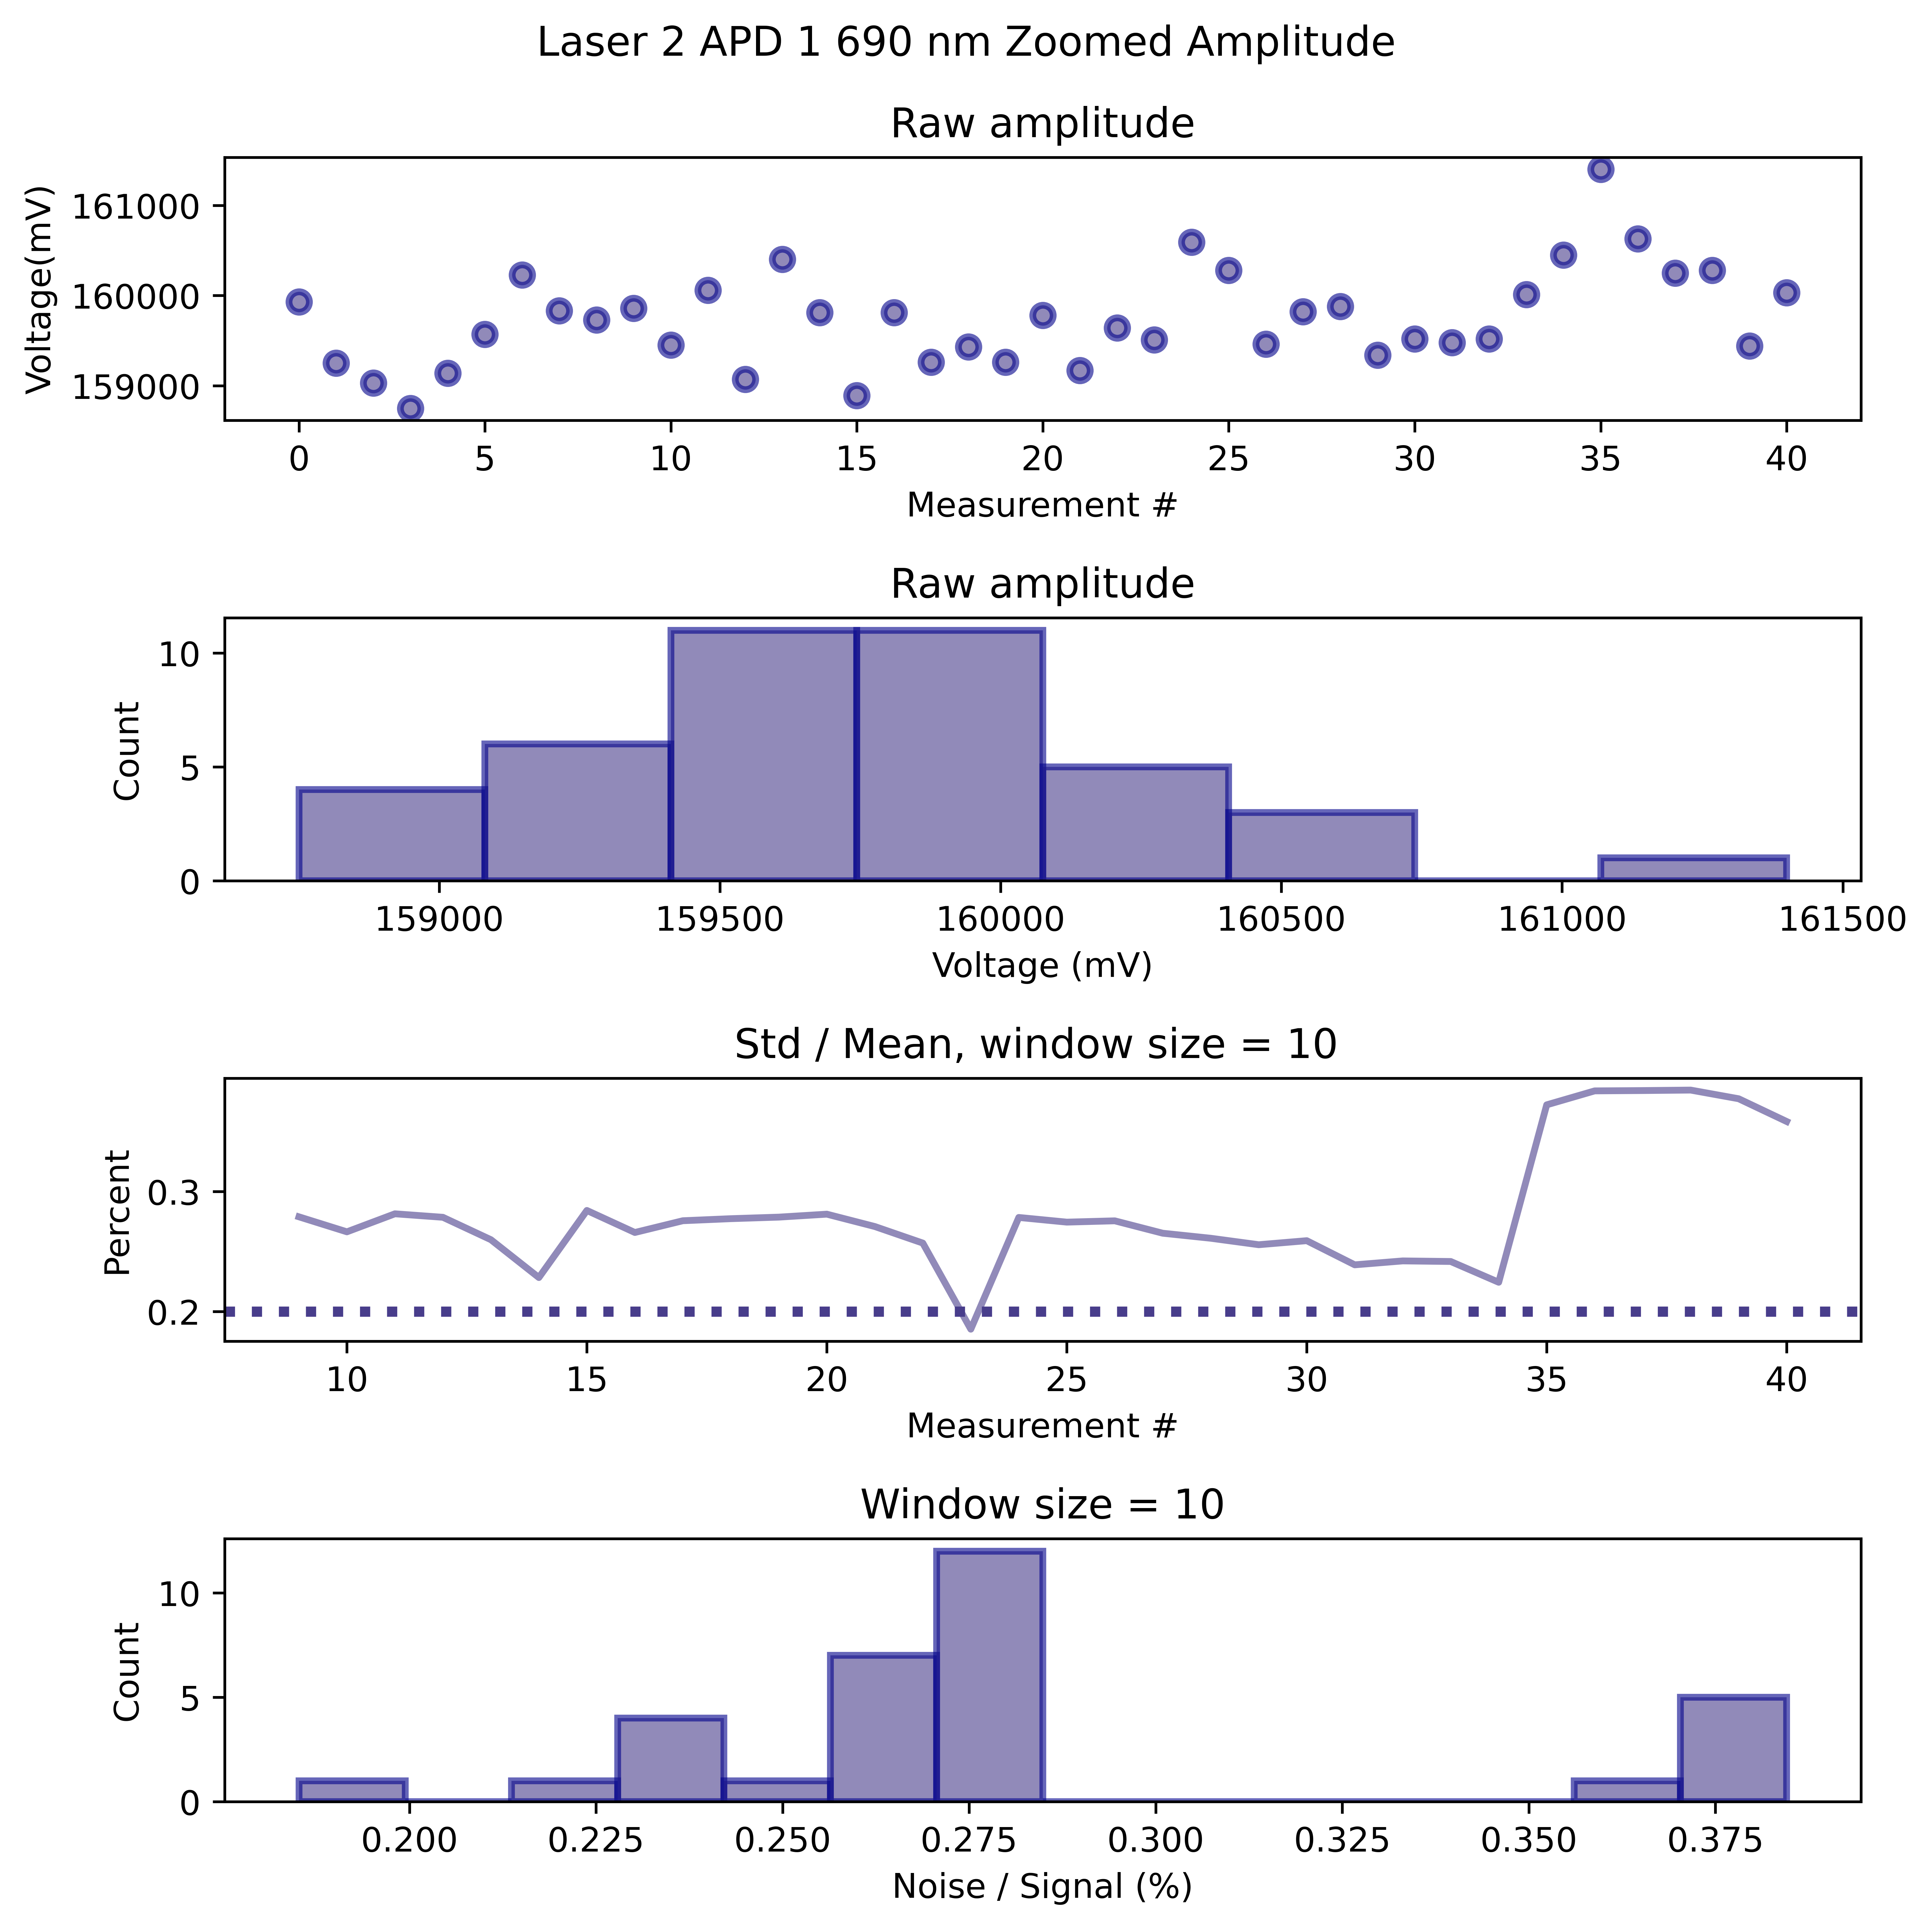 Laser 2 APD 1 690 nm Zoomed Amplitude
Raw amplitude
Voltage(mV)
161000
160000
159000
0 5 10 15 20 25 30 35 40
Measurement #
Raw amplitude
Count
10
5
0
159000 159500 160000 160500 161000 161500
Voltage (mV)
Std / Mean, window size = 10
Percent
0.3
0.2
10 15 20 25 30 35 40
Measurement #
Window size = 10
Count
10
5
0
0.200 0.225 0.250 0.275 0.300 0.325 0.350 0.375
Noise / Signal (%)